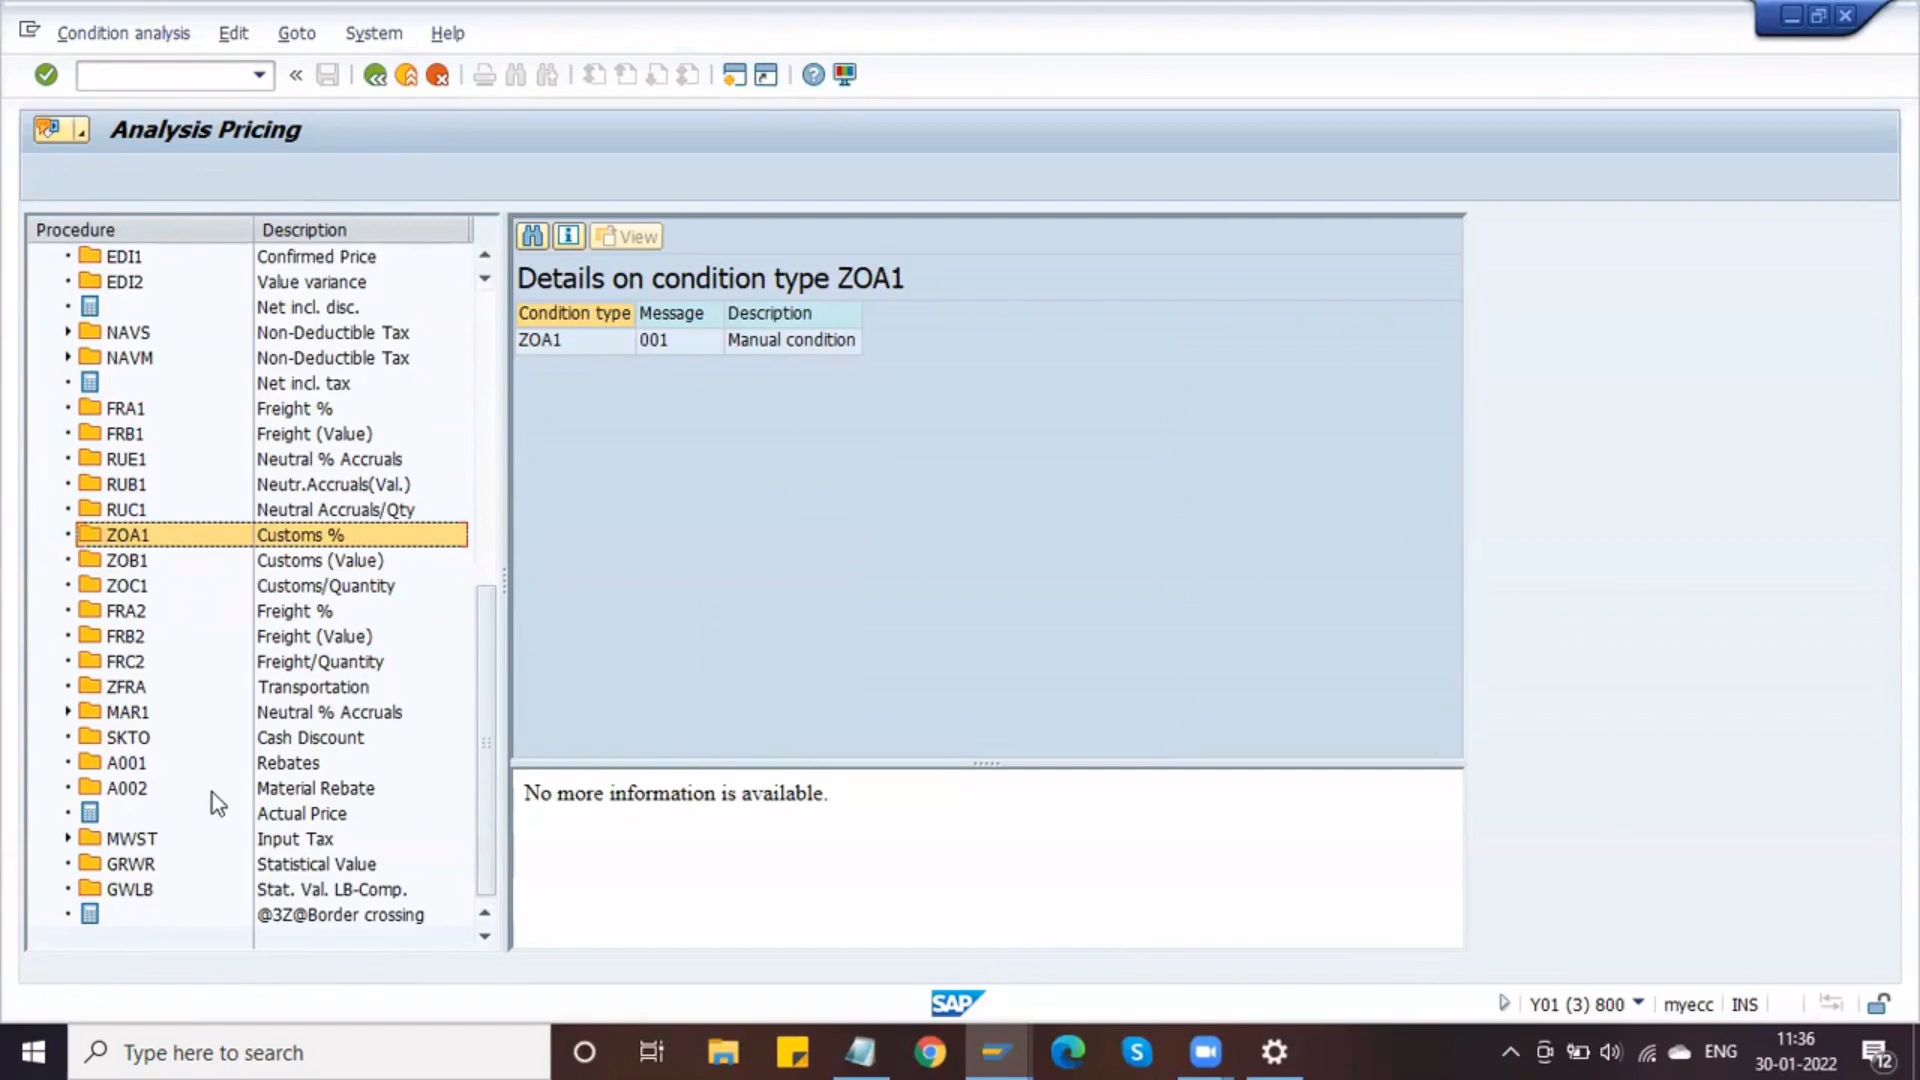 Condition analysis Edit Goto System Help
Analysis Pricing
Procedure Description
EDI1 Confirmed Price
EDI2 Value variance
Net incl. disc.
NAVS Non-Deductible Tax
NAVM Non-Deductible Tax
Net incl. tax
FRA1 Freight %
FRB1 Freight (Value)
RUE1 Neutral % Accruals
RUB1 Neutr.Accruals(Val.)
RUC1 Neutral Accruals/Qty
ZOA1 Customs %
ZOB1 Customs (Value)
ZOC1 Customs/Quantity
FRA2 Freight %
FRB2 Freight (Value)
FRC2 Freight/Quantity
ZFRA Transportation
MAR1 Neutral % Accruals
SKTO Cash Discount
A001 Rebates
A002 Material Rebate
Actual Price
MWST Input Tax
GRWR Statistical Value
GWLB Stat. Val. LB-Comp.
@3Z@Border crossing
View
Details on condition type ZOA1
Condition type Message Description
ZOA1 001 Manual condition
No more information is available.
SAP
Y01 (3) 800 myecc INS
Type here to search
ENG
11:36
30-01-2022
12